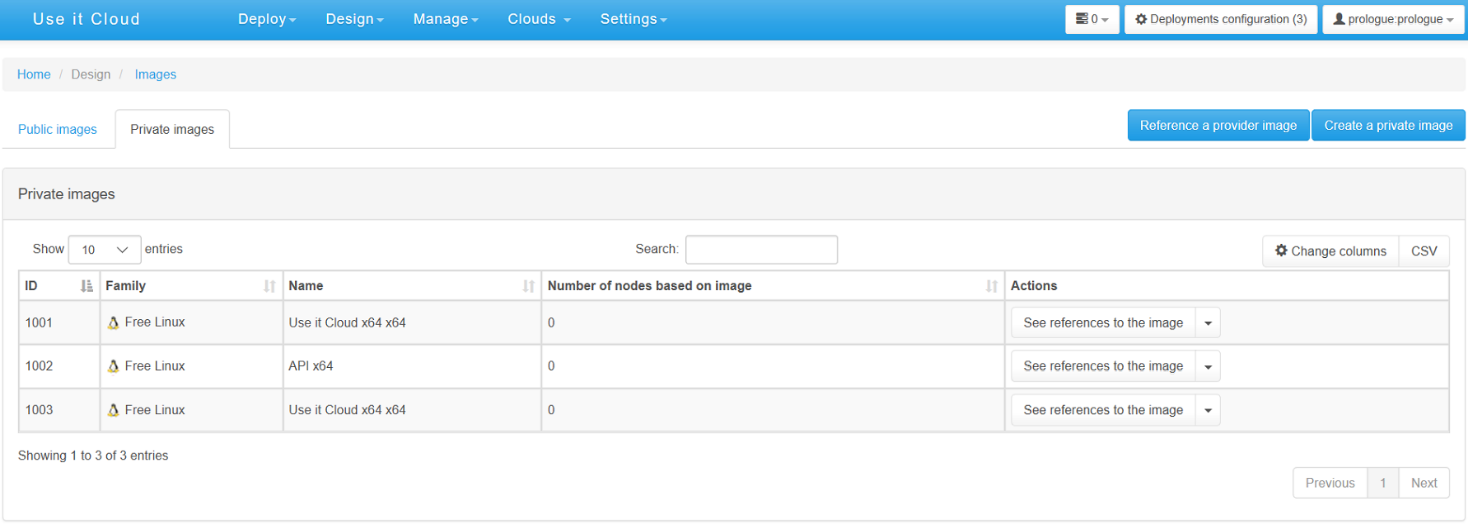 Use it Cloud Deploy Design Manage Clouds Settings 0 Deployments configuration (3) prologue:prologue
Home / Design / Images
Public images Private images Reference a provider image Create a private image
Private images
Show 10 entries Search: Change columns CSV
ID Family Name Number of nodes based on image Actions
1001 Free Linux Use it Cloud x64 x64 0 See references to the image
1002 Free Linux API x64 0 See references to the image
1003 Free Linux Use it Cloud x64 x64 0 See references to the image
Showing 1 to 3 of 3 entries
Previous 1 Next